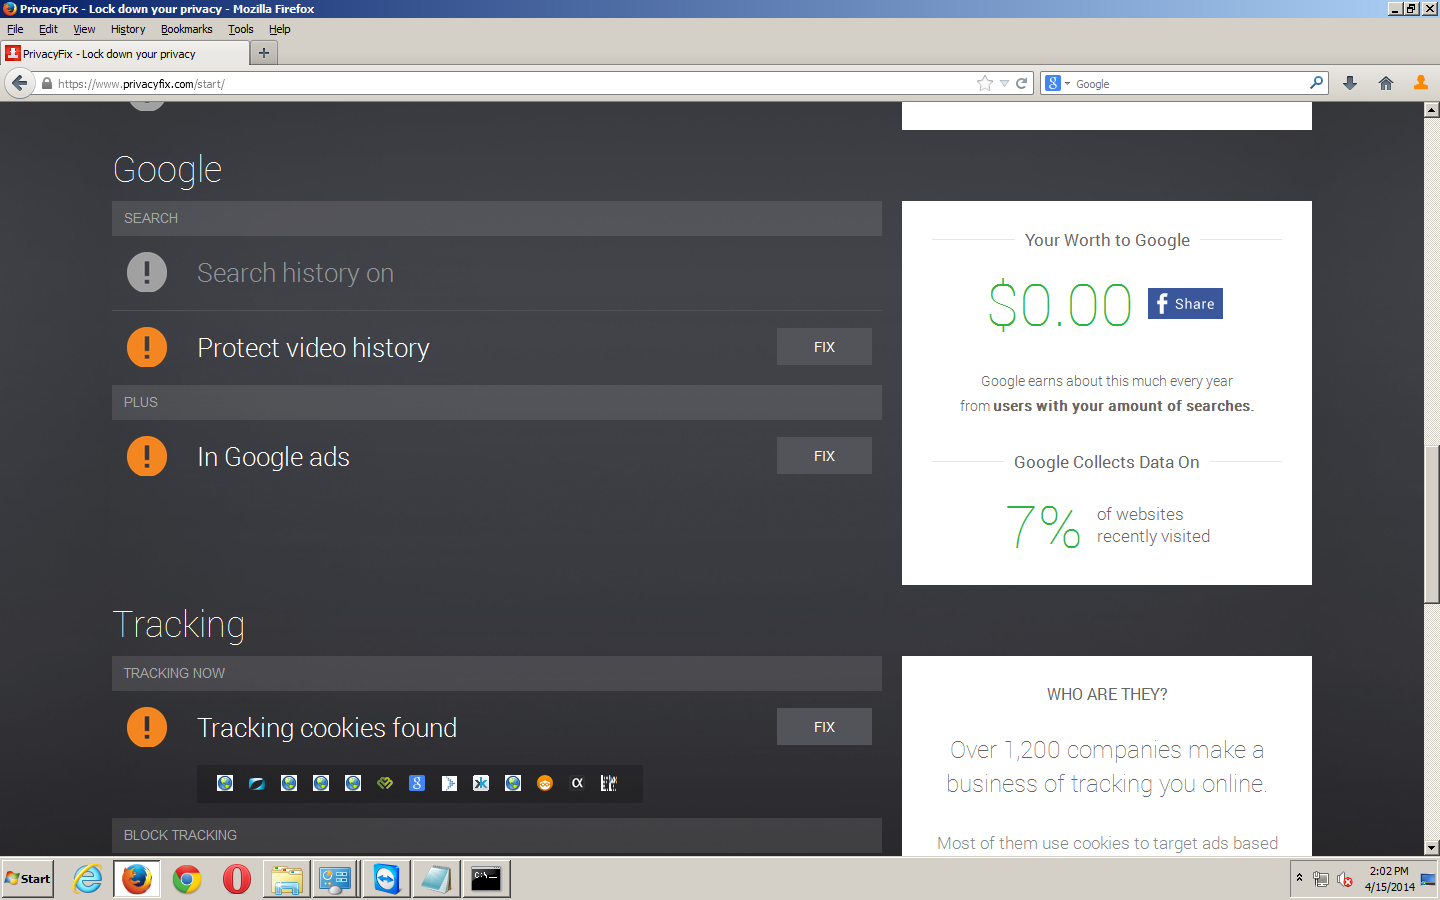 PrivacyFix - Lock down your privacy - Mozilla Firefox
File Edit View History Bookmarks Tools Help
PrivacyFix - Lock down your privacy
https://www.privacyfix.com/start/
Google
Google
SEARCH
Search history on
Protect video history
FIX
PLUS
In Google ads
FIX
Your Worth to Google
$0.00
Share
Google earns about this much every year
from users with your amount of searches.
Google Collects Data On
7%
of websites
recently visited
Tracking
TRACKING NOW
Tracking cookies found
FIX
BLOCK TRACKING
WHO ARE THEY?
Over 1,200 companies make a
business of tracking you online.
Most of them use cookies to target ads based
Start
2:02 PM
4/15/2014